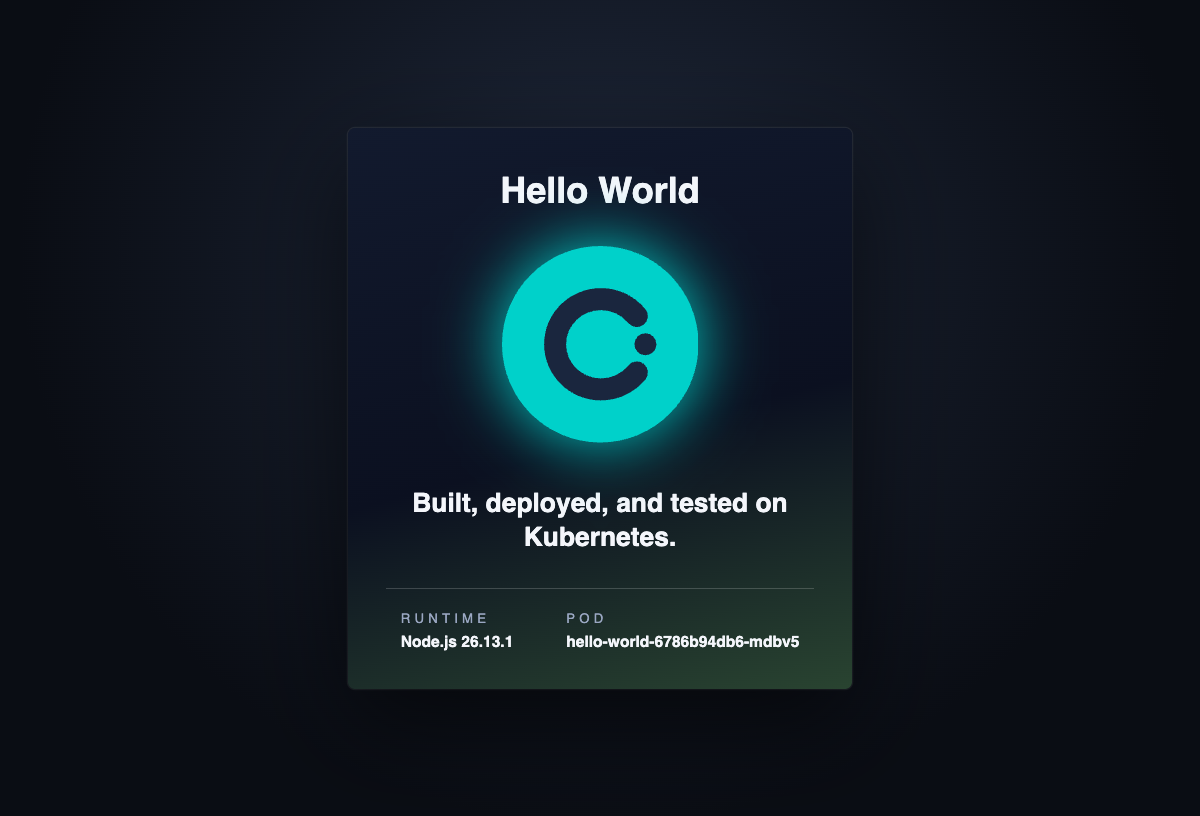 Hello World
Built, deployed, and tested on
Kubernetes.
RUNTIME
Node.js 26.13.1
POD
hello-world-6786b94db6-mdbv5